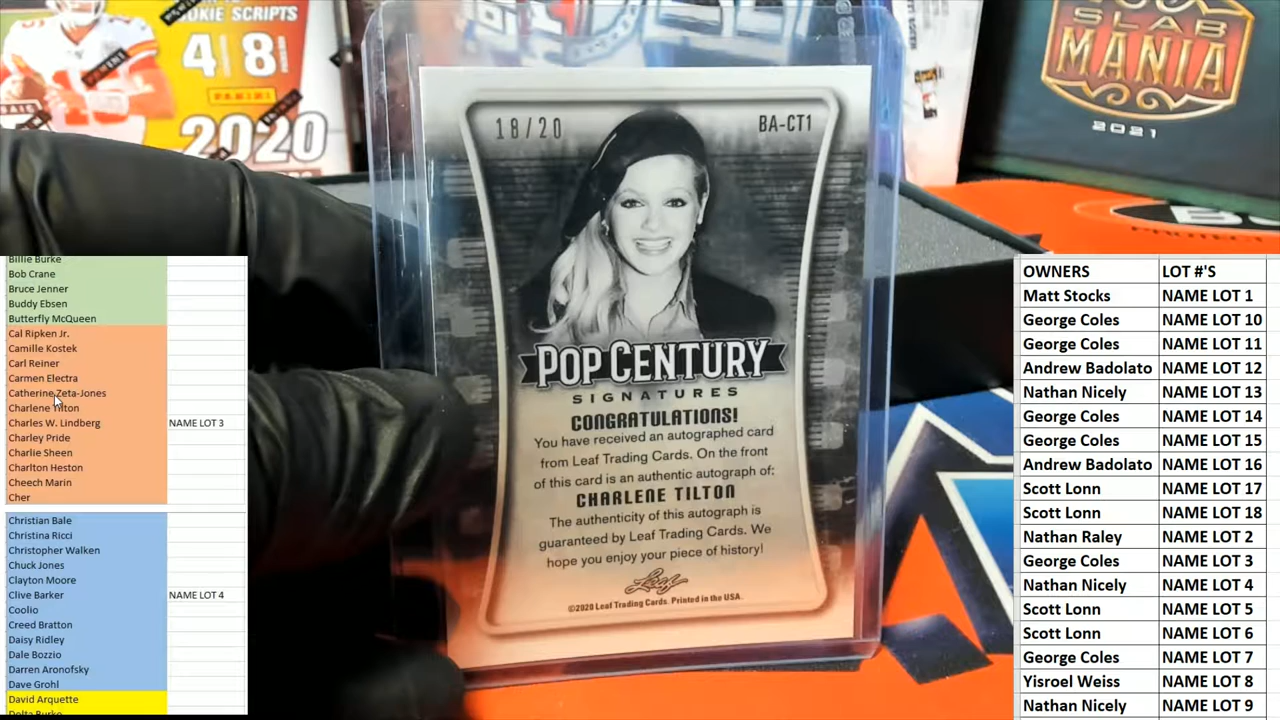 OOKIE SCRIPTS
4 8
PANINI
PANINI
2020
SLAB
MANIA
2021
PROTECT
18/20
BA-CT1
POP CENTURY
SIGNATURES
CONGRATULATIONS!
You have received an autographed card
from Leaf Trading Cards. On the front
of this card is an authentic autograph of:
CHARLENE TILTON
The authenticity of this autograph is
guaranteed by Leaf Trading Cards. We
hope you enjoy your piece of history!
Leaf
©2020 Leaf Trading Cards. Printed in the USA.
Billie Burke
Bob Crane
Bruce Jenner
Buddy Ebsen
Butterfly McQueen
Cal Ripken Jr.
Camille Kostek
Carl Reiner
Carmen Electra
Catherine Zeta-Jones
Charlene Tilton
Charles W. Lindberg NAME LOT 3
Charley Pride
Charlie Sheen
Charlton Heston
Cheech Marin
Cher
Christian Bale
Christina Ricci
Christopher Walken
Chuck Jones
Clayton Moore
Clive Barker NAME LOT 4
Coolio
Creed Bratton
Daisy Ridley
Dale Bozzio
Darren Aronofsky
Dave Grohl
David Arquette
Delta Burke
OWNERS LOT #'S
Matt Stocks NAME LOT 1
George Coles NAME LOT 10
George Coles NAME LOT 11
Andrew Badolato NAME LOT 12
Nathan Nicely NAME LOT 13
George Coles NAME LOT 14
George Coles NAME LOT 15
Andrew Badolato NAME LOT 16
Scott Lonn NAME LOT 17
Scott Lonn NAME LOT 18
Nathan Raley NAME LOT 2
George Coles NAME LOT 3
Nathan Nicely NAME LOT 4
Scott Lonn NAME LOT 5
Scott Lonn NAME LOT 6
George Coles NAME LOT 7
Yisroel Weiss NAME LOT 8
Nathan Nicely NAME LOT 9